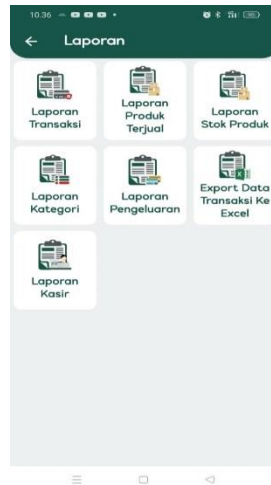 10.36
Laporan
Laporan
Transaksi
Laporan
Produk
Terjual
Laporan
Stok Produk
Laporan
Kategori
Laporan
Pengeluaran
Export Data
Transaksi Ke
Excel
Laporan
Kasir